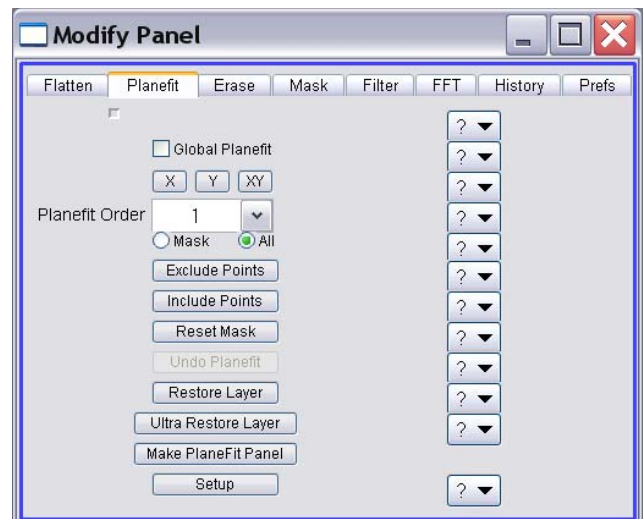 Modify Panel
Flatten Planefit Erase Mask Filter FFT History Prefs
?
Global Planefit ?
X Y XY ?
Planefit Order 1 ?
Mask All ?
Exclude Points ?
Include Points ?
Reset Mask ?
Undo Planefit ?
Restore Layer ?
Ultra Restore Layer ?
Make PlaneFit Panel
Setup ?